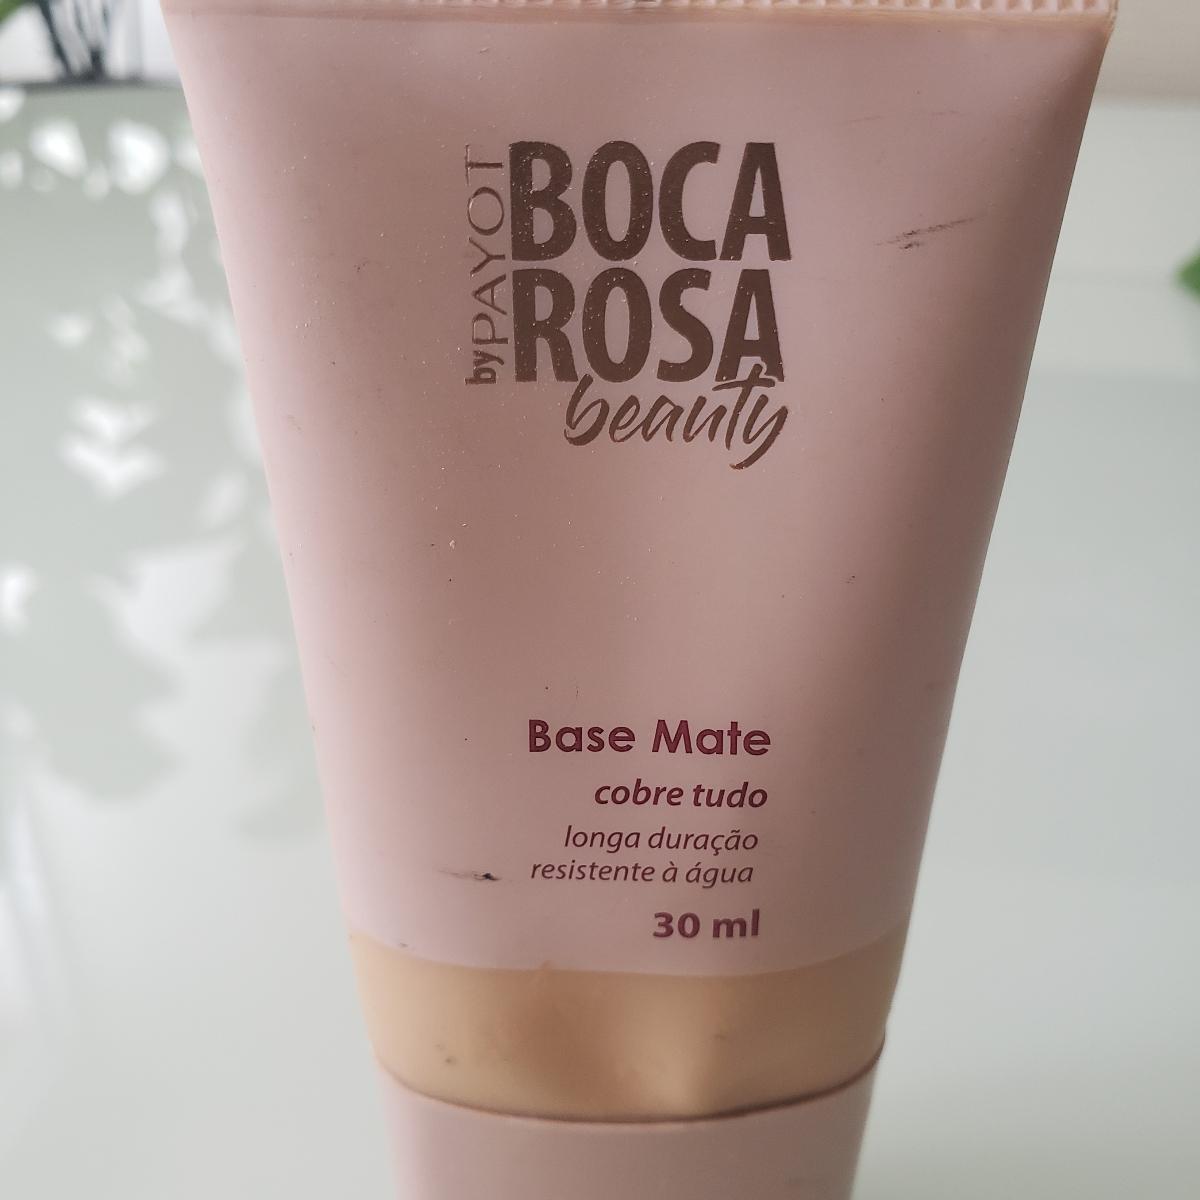 by PAYOT
BOCA
ROSA
beauty
Base Mate
cobre tudo
longa duração
resistente à água
30 ml